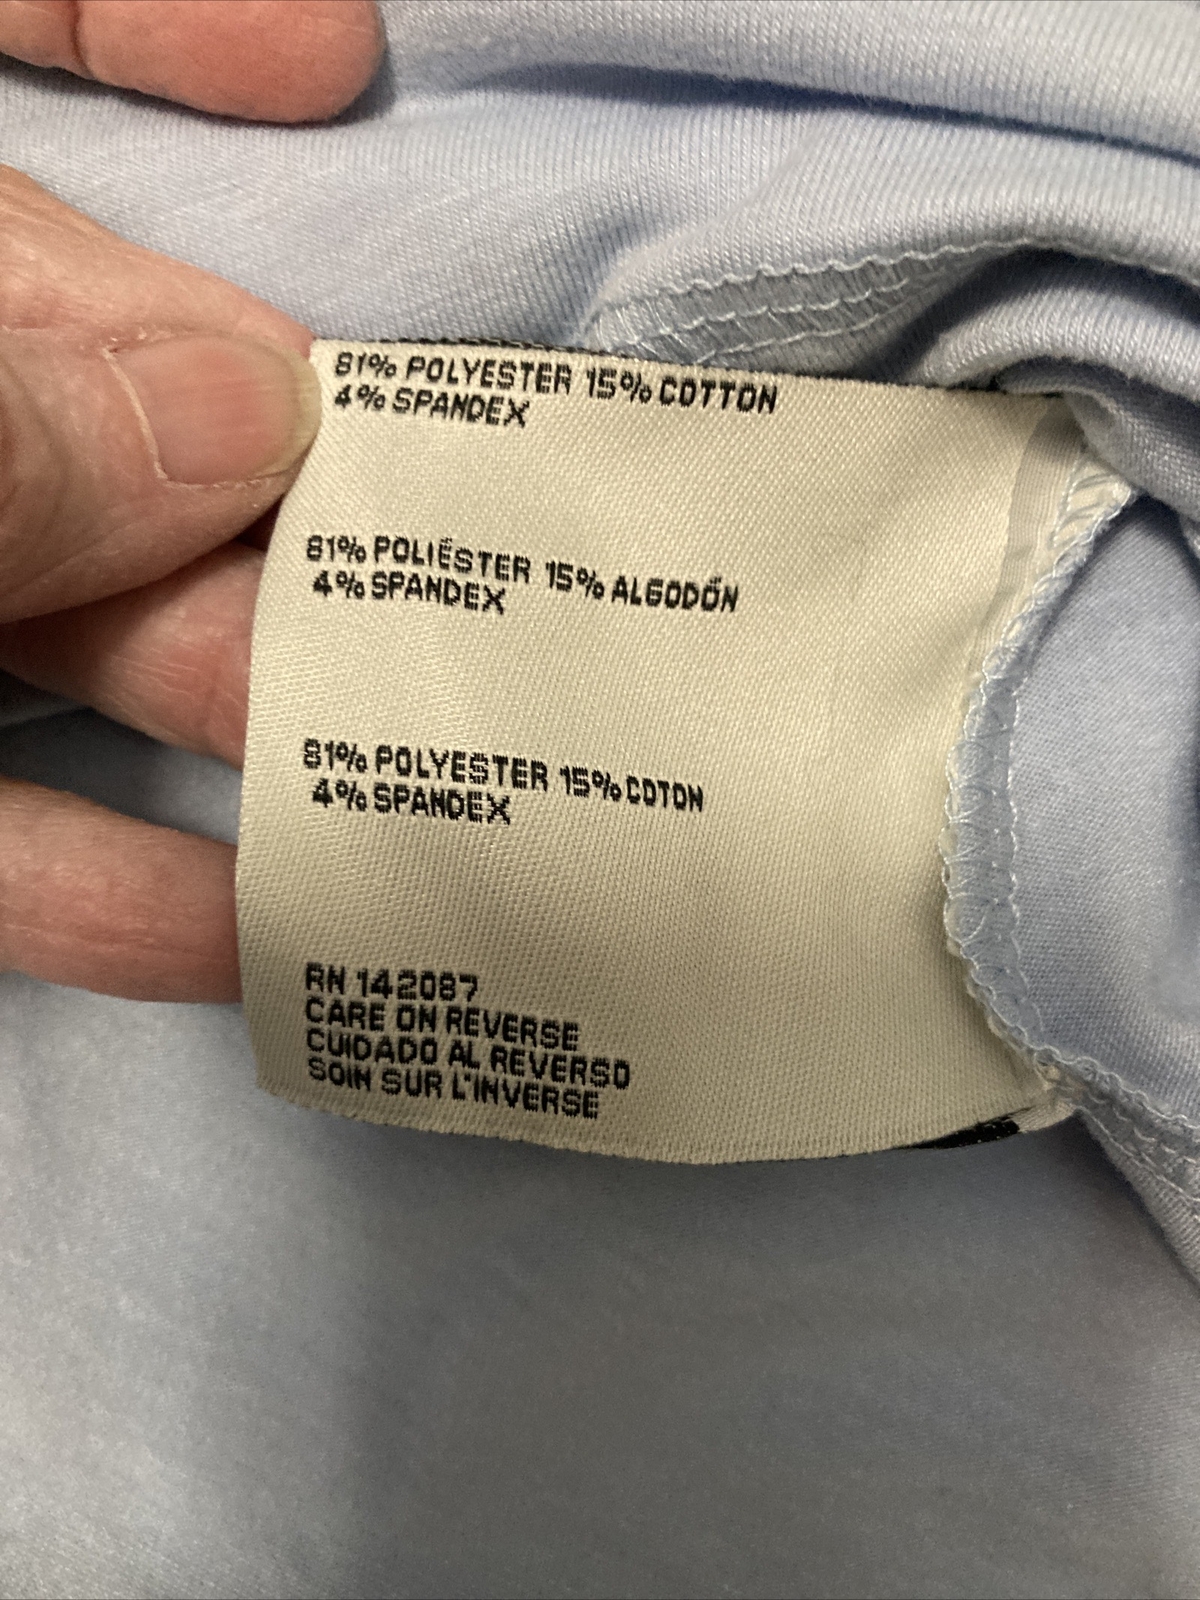 81% POLYESTER 15% COTTON
4% SPANDEX
81% POLIÉSTER 15% ALGODÓN
4% SPANDEX
81% POLYESTER 15% COTON
4% SPANDEX
RN 142087
CARE ON REVERSE
CUIDADO AL REVERSO
SOIN SUR L'INVERSE